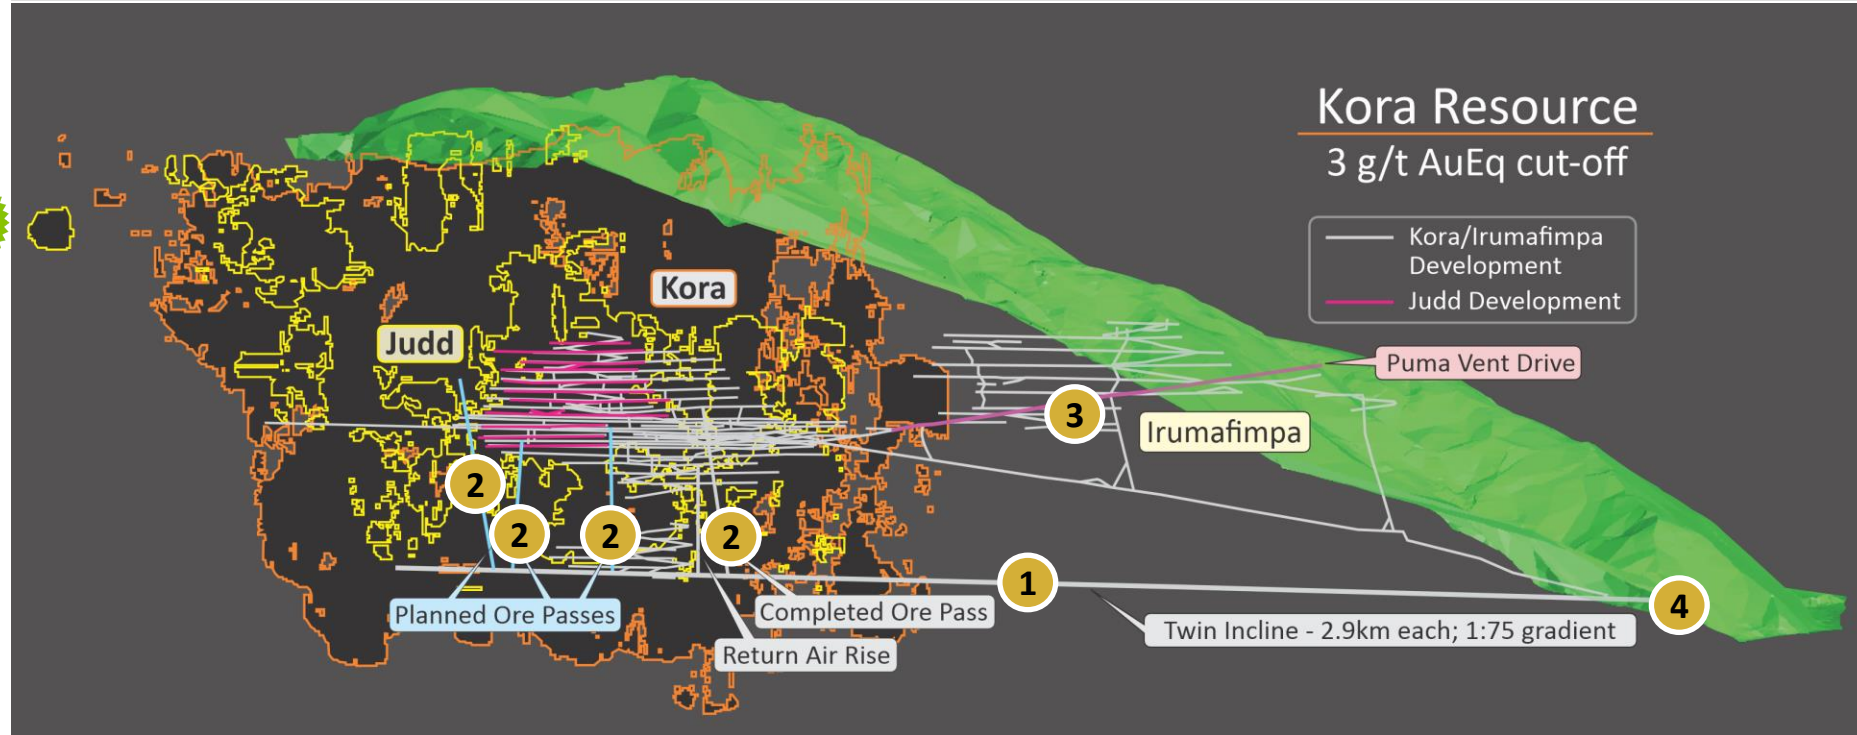 Kora Resource
3 g/t AuEq cut-off
Kora/Irumafimpa
Development
Judd Development
Kora
Judd
Puma Vent Drive
3
Irumafimpa
2
2
2
2
1
4
Planned Ore Passes
Completed Ore Pass
Twin Incline - 2.9km each; 1:75 gradient
Return Air Rise